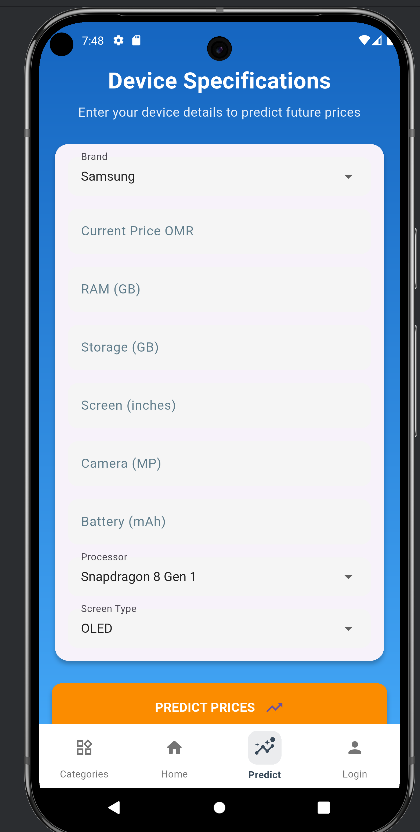 7:48
Device Specifications
Enter your device details to predict future prices
Brand
Samsung
Current Price OMR
RAM (GB)
Storage (GB)
Screen (inches)
Camera (MP)
Battery (mAh)
Processor
Snapdragon 8 Gen 1
Screen Type
OLED
PREDICT PRICES
Categories Home Predict Login